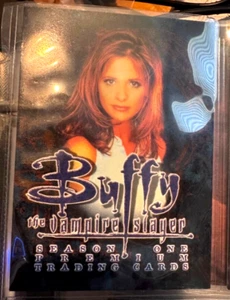 Buffy
the vampire slayer
SEASON ONE
PREMIUM
TRADING CARDS